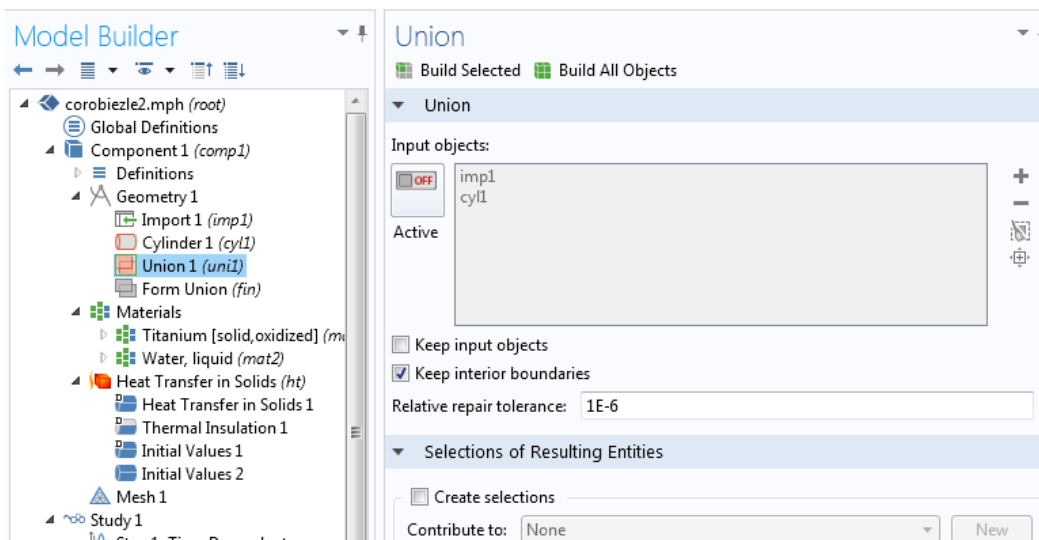 Model Builder
corobiezle2.mph (root)
Global Definitions
Component 1 (comp1)
Definitions
Geometry 1
Import 1 (imp1)
Cylinder 1 (cyl1)
Union 1 (uni1)
Form Union (fin)
Materials
Titanium [solid,oxidized] (m
Water, liquid (mat2)
Heat Transfer in Solids (ht)
Heat Transfer in Solids 1
Thermal Insulation 1
Initial Values 1
Initial Values 2
Mesh 1
Study 1
Union
Build Selected Build All Objects
Union
Input objects:
OFF
Active
imp1
cyl1
Keep input objects
Keep interior boundaries
Relative repair tolerance: 1E-6
Selections of Resulting Entities
Create selections
Contribute to: None New